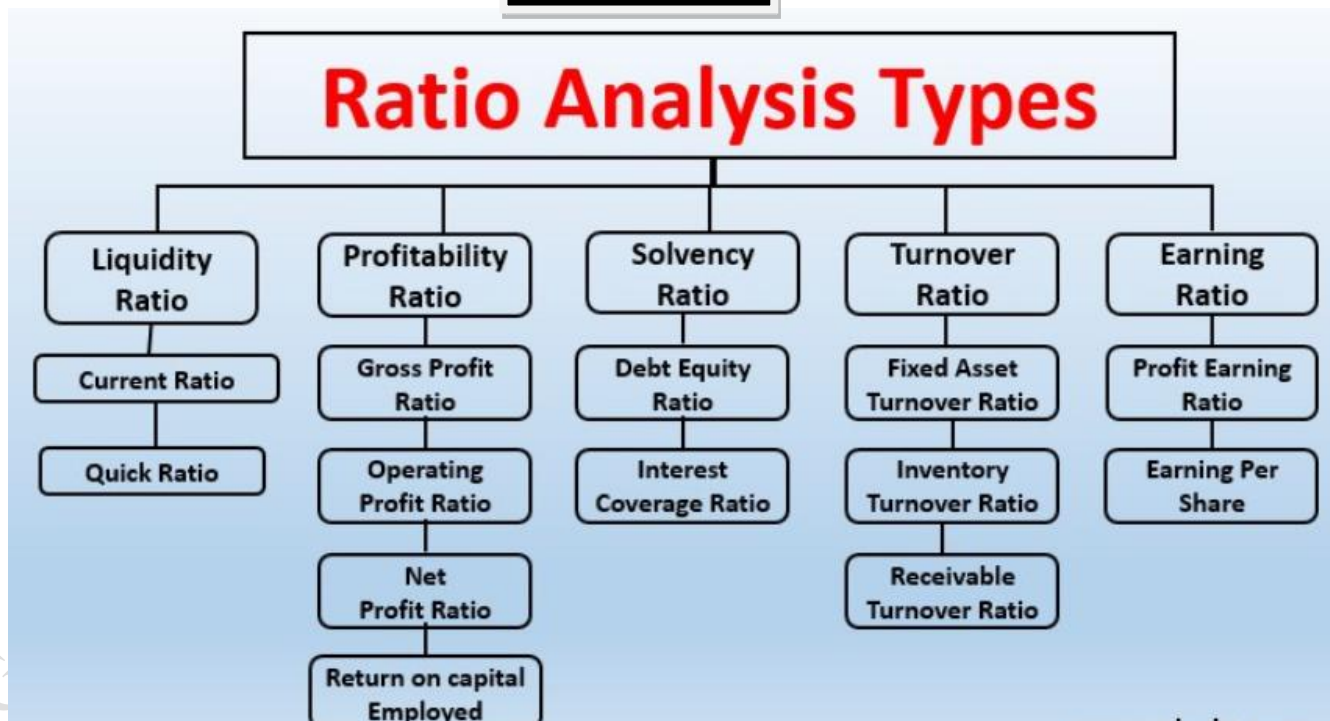 Ratio Analysis Types
Liquidity
Ratio
Current Ratio
Quick Ratio
Profitability
Ratio
Gross Profit
Ratio
Operating
Profit Ratio
Net
Profit Ratio
Return on capital
Employed
Solvency
Ratio
Debt Equity
Ratio
Interest
Coverage Ratio
Turnover
Ratio
Fixed Asset
Turnover Ratio
Inventory
Turnover Ratio
Receivable
Turnover Ratio
Earning
Ratio
Profit Earning
Ratio
Earning Per
Share